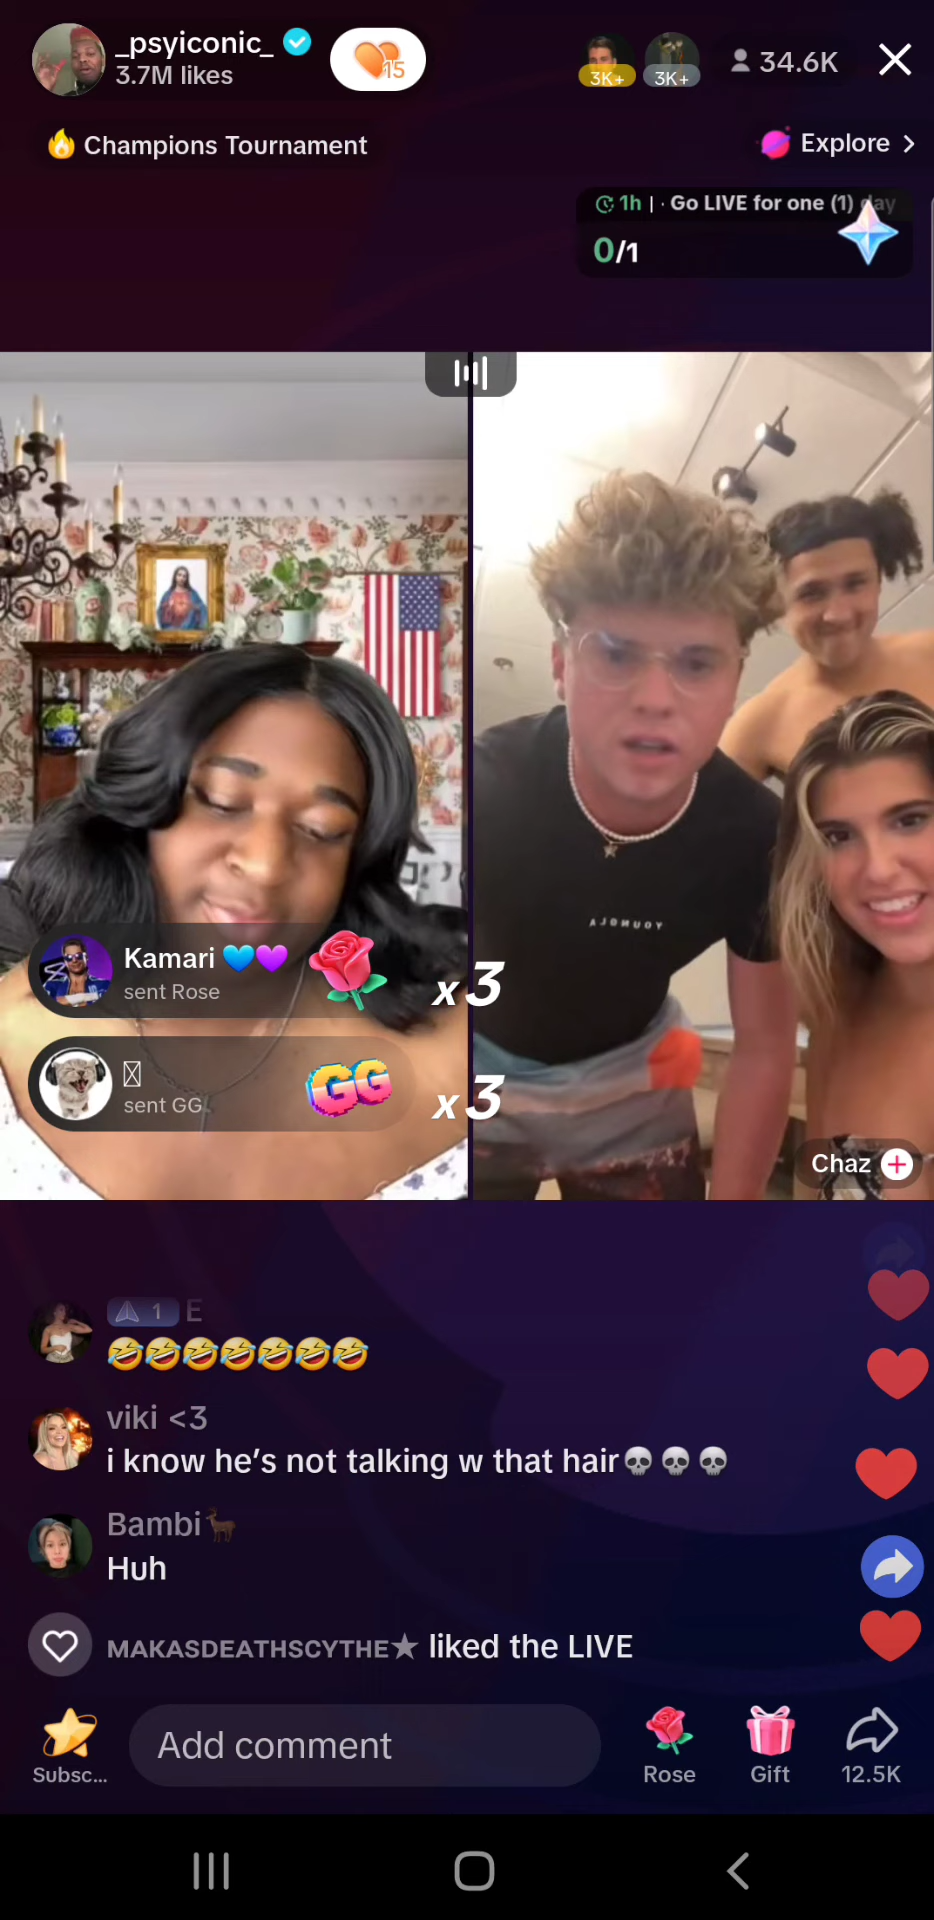 _psyiconic_
3.7M likes
15
3K+
3K+
34.6K
Champions Tournament
Explore >
1h | · Go LIVE for one (1) day
0/1
YOUNGLA
Kamari
sent Rose
x3
sent GG
GG
x3
Chaz
1 E
viki <3
i know he's not talking w that hair
Bambi
Huh
MAKASDEATHSCYTHE★ liked the LIVE
Subsc...
Add comment
Rose
Gift
12.5K